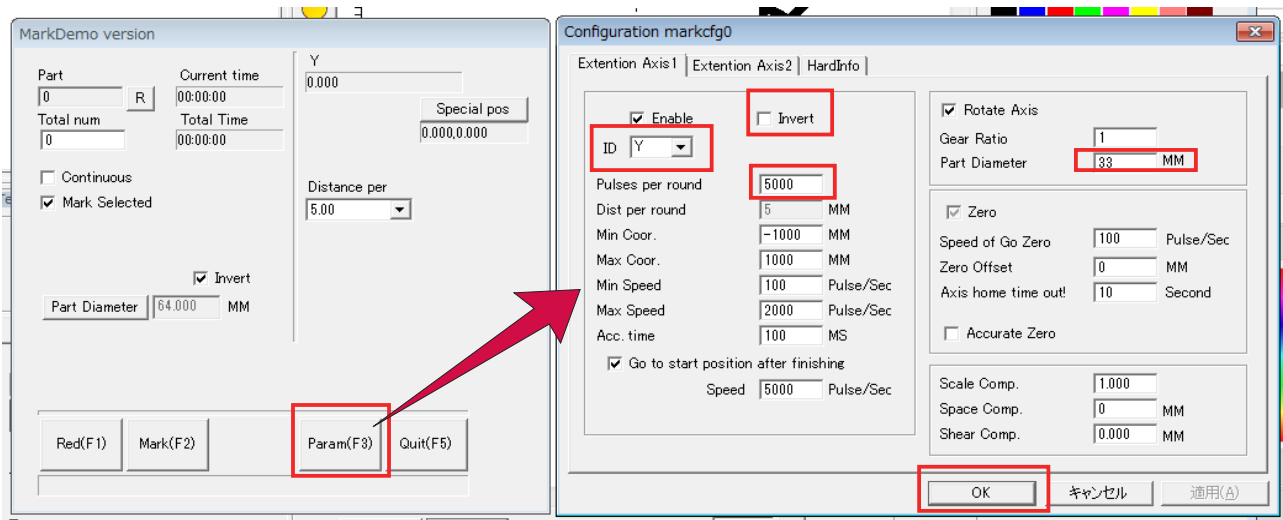 MarkDemo version
Part Current time
0 R 00:00:00
Total num Total Time
0 00:00:00
Continuous
Mark Selected
Invert
Part Diameter 64.000 MM
Y
0.000
Special pos
0.000,0.000
Distance per
5.00
Red(F1) Mark(F2) Param(F3) Quit(F5)
Configuration markcfg0
Extention Axis1 Extention Axis2 HardInfo
Enable Invert
ID Y
Pulses per round 5000
Dist per round 5 MM
Min Coor. -1000 MM
Max Coor. 1000 MM
Min Speed 100 Pulse/Sec
Max Speed 2000 Pulse/Sec
Acc. time 100 MS
Go to start position after finishing
Speed 5000 Pulse/Sec
Rotate Axis
Gear Ratio 1
Part Diameter 33 MM
Zero
Speed of Go Zero 100 Pulse/Sec
Zero Offset 0 MM
Axis home time out! 10 Second
Accurate Zero
Scale Comp. 1.000
Space Comp. 0 MM
Shear Comp. 0.000 MM
OK キャンセル 適用(A)